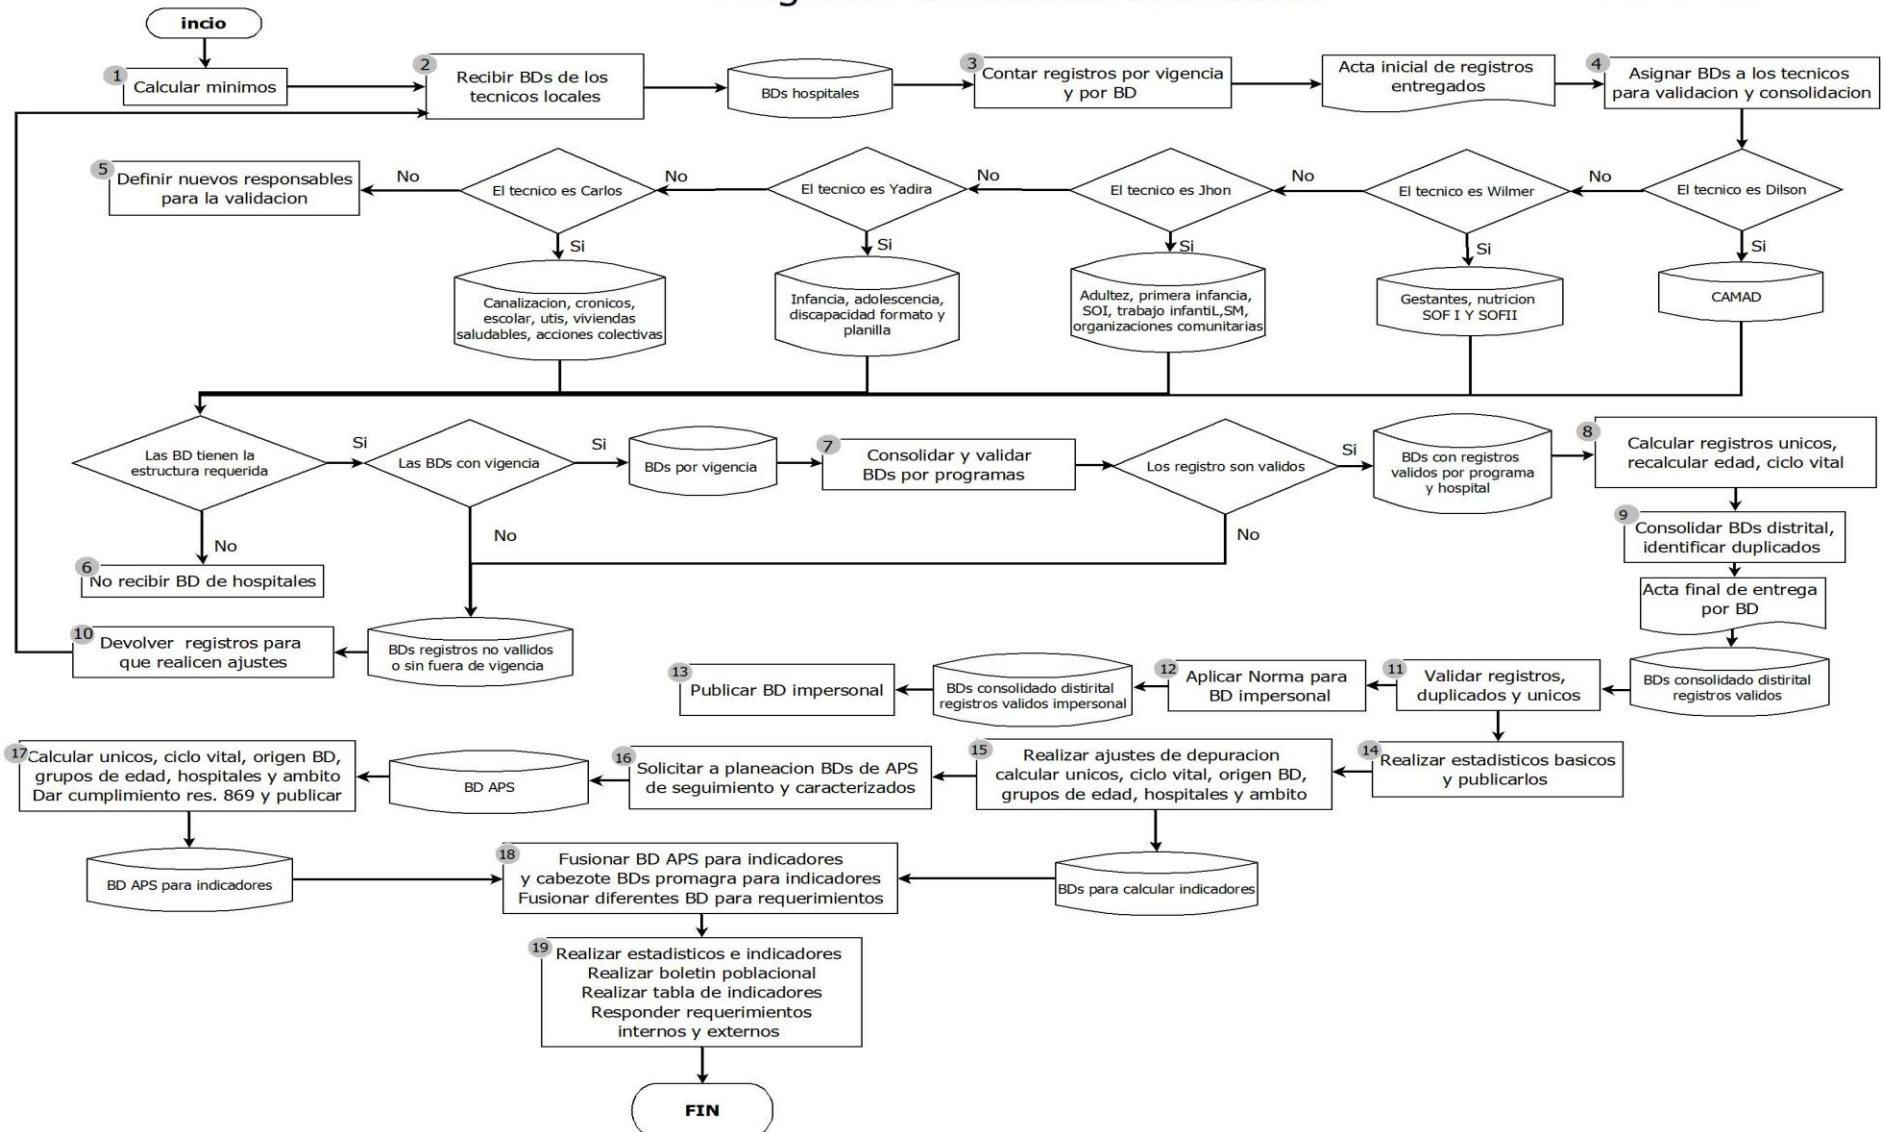 incio
1
Calcular minimos
2
Recibir BDs de los
tecnicos locales
BDs hospitales
3
Contar registros por vigencia
y por BD
Acta inicial de registros
entregados
4
Asignar BDs a los tecnicos
para validacion y consolidacion
5
Definir nuevos responsables
para la validacion
No
El tecnico es Carlos
No
El tecnico es Yadira
No
El tecnico es Jhon
No
El tecnico es Wilmer
No
El tecnico es Dilson
Si
Si
Si
Si
Si
Canalizacion, cronicos,
escolar, utis, viviendas
saludables, acciones colectivas
Infancia, adolescencia,
discapacidad formato y
planilla
Adultez, primera infancia,
SOI, trabajo infantiL,SM,
organizaciones comunitarias
Gestantes, nutricion
SOF I Y SOFII
CAMAD
Las BD tienen la
estructura requerida
Si
Las BDs con vigencia
Si
BDs por vigencia
7
Consolidar y validar
BDs por programas
Los registro son validos
Si
BDs con registros
validos por programa
y hospital
8
Calcular registros unicos,
recalcular edad, ciclo vital
No
No
No
6
No recibir BD de hospitales
9
Consolidar BDs distrital,
identificar duplicados
Acta final de entrega
por BD
10
Devolver registros para
que realicen ajustes
BDs registros no vallidos
o sin fuera de vigencia
13
Publicar BD impersonal
BDs consolidado distirital
registros validos impersonal
12
Aplicar Norma para
BD impersonal
11
Validar registros,
duplicados y unicos
BDs consolidado distirital
registros validos
17
Calcular unicos, ciclo vital, origen BD,
grupos de edad, hospitales y ambito
Dar cumplimiento res. 869 y publicar
BD APS
16
Solicitar a planeacion BDs de APS
de seguimiento y caracterizados
15
Realizar ajustes de depuracion
calcular unicos, ciclo vital, origen BD,
grupos de edad, hospitales y ambito
14
Realizar estadisticos basicos
y publicarlos
BD APS para indicadores
18
Fusionar BD APS para indicadores
y cabezote BDs promagra para indicadores
Fusionar diferentes BD para requerimientos
BDs para calcular indicadores
19
Realizar estadisticos e indicadores
Realizar boletin poblacional
Realizar tabla de indicadores
Responder requerimientos
internos y externos
FIN